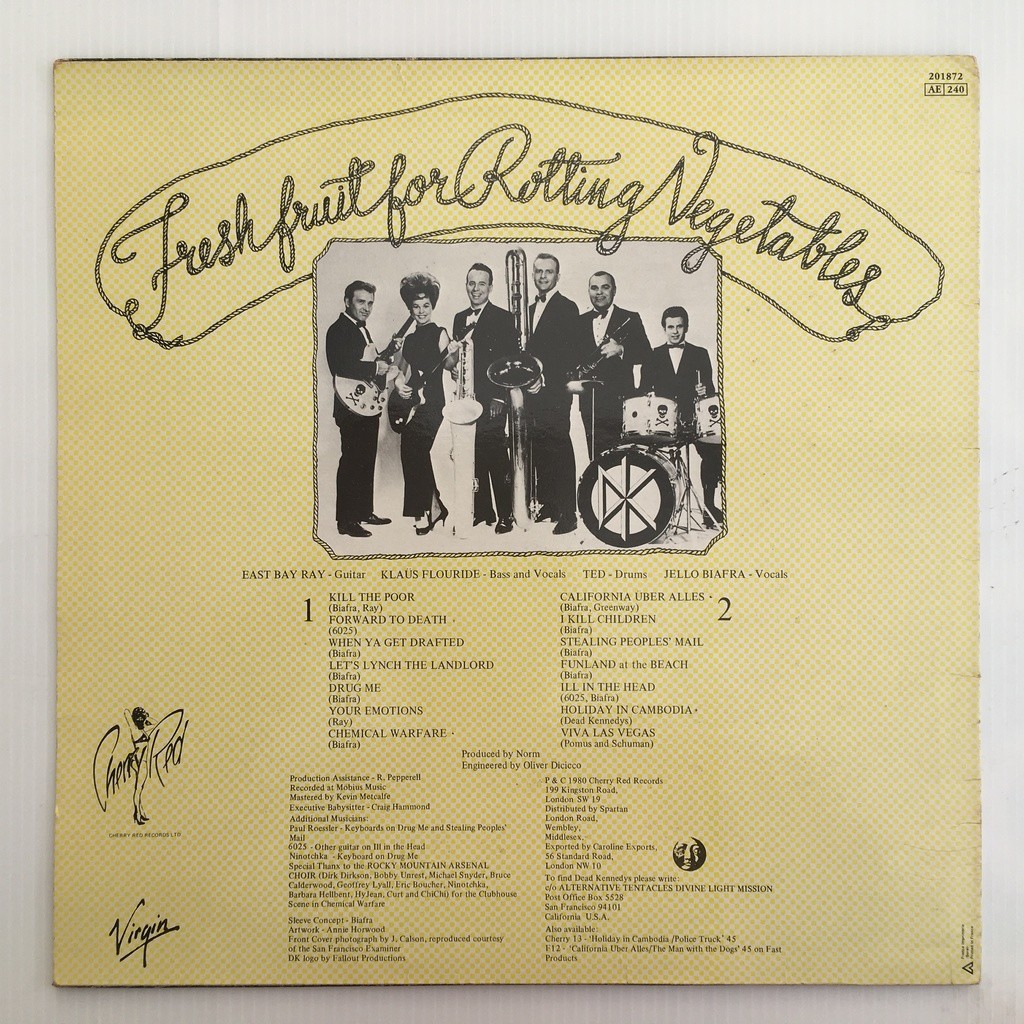 201872
AE 240
Fresh fruit for Rotting Vegetables
DK
EAST BAY RAY - Guitar KLAUS FLOURIDE - Bass and Vocals TED - Drums JELLO BIAFRA - Vocals
1
KILL THE POOR
(Biafra, Ray)
FORWARD TO DEATH •
(6025)
WHEN YA GET DRAFTED
(Biafra)
LET'S LYNCH THE LANDLORD
(Biafra)
DRUG ME
(Biafra)
YOUR EMOTIONS
(Ray)
CHEMICAL WARFARE •
(Biafra)
2
CALIFORNIA UBER ALLES •
(Biafra, Greenway)
I KILL CHILDREN
(Biafra)
STEALING PEOPLES' MAIL
(Biafra)
FUNLAND at the BEACH
(Biafra)
ILL IN THE HEAD
(6025, Biafra)
HOLIDAY IN CAMBODIA •
(Dead Kennedys)
VIVA LAS VEGAS
(Pomus and Schuman)
Produced by Norm
Engineered by Oliver Dicicco
Cherry Red
CHERRY RED RECORDS LTD
Virgin
Production Assistance - R. Pepperell
Recorded at Möbius Music
Mastered by Kevin Metcalfe
Executive Babysitter - Craig Hammond
Additional Musicians:
Paul Roessler - Keyboards on Drug Me and Stealing Peoples'
Mail
6025 - Other guitar on Ill in the Head
Ninotchka - Keyboard on Drug Me
Special Thanx to the ROCKY MOUNTAIN ARSENAL
CHOIR (Dirk Dirkson, Bobby Unrest, Michael Snyder, Bruce
Calderwood, Geoffrey Lyall, Eric Boucher, Ninotchka,
Barbara Hellbent, HyJean, Curt and ChiChi) for the Clubhouse
Scene in Chemical Warfare
Sleeve Concept - Biafra
Artwork - Annie Horwood
Front Cover photograph by J. Calson, reproduced courtesy
of the San Francisco Examiner
DK logo by Fallout Productions
P & C 1980 Cherry Red Records
199 Kingston Road,
London SW 19
Distributed by Spartan
London Road,
Wembley,
Middlesex.
Exported by Caroline Exports,
56 Standard Road,
London NW 10
To find Dead Kennedys please write:
c/o ALTERNATIVE TENTACLES DIVINE LIGHT MISSION
Post Office Box 5528
San Francisco 94101
California U.S.A.
Also available:
Cherry 13 - 'Holiday in Cambodia/Police Truck' 45
F12 - 'California Uber Alles/The Man with the Dogs' 45 on Fast
Products